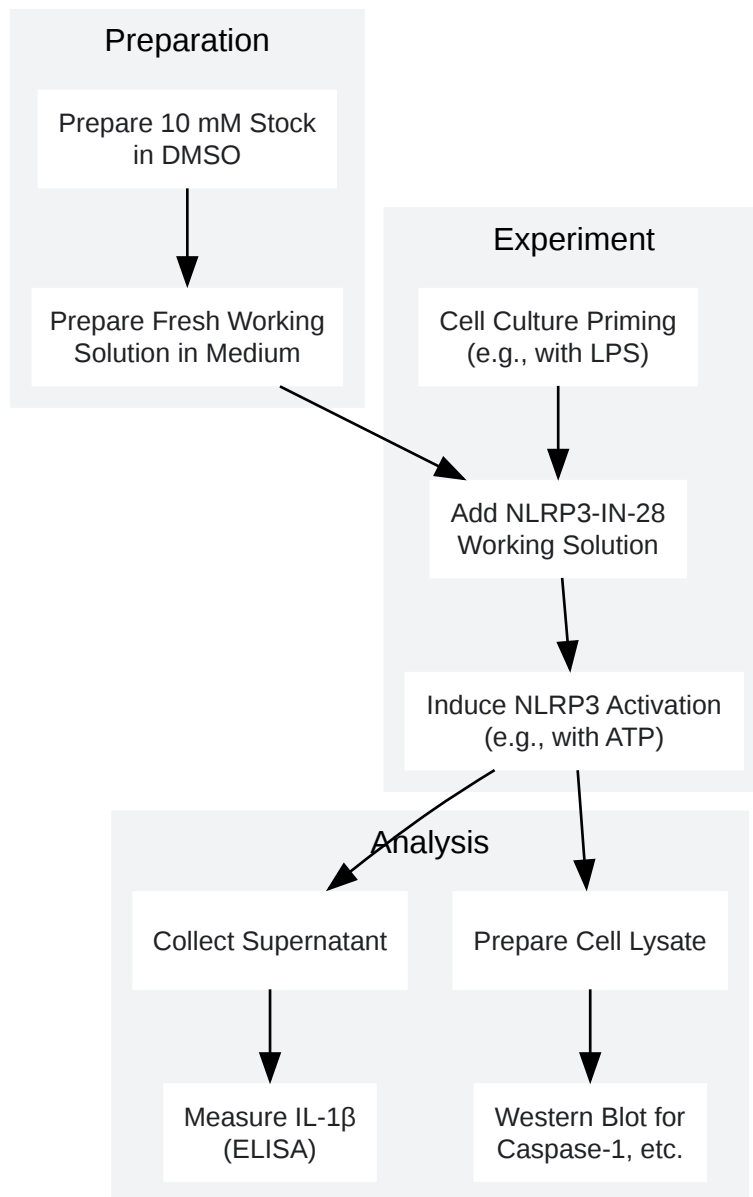 Preparation
Prepare 10 mM Stock
in DMSO
Prepare Fresh Working
Solution in Medium
Experiment
Cell Culture Priming
(e.g., with LPS)
Add NLRP3-IN-28
Working Solution
Induce NLRP3 Activation
(e.g., with ATP)
Analysis
Collect Supernatant
Prepare Cell Lysate
Measure IL-1β
(ELISA)
Western Blot for
Caspase-1, etc.